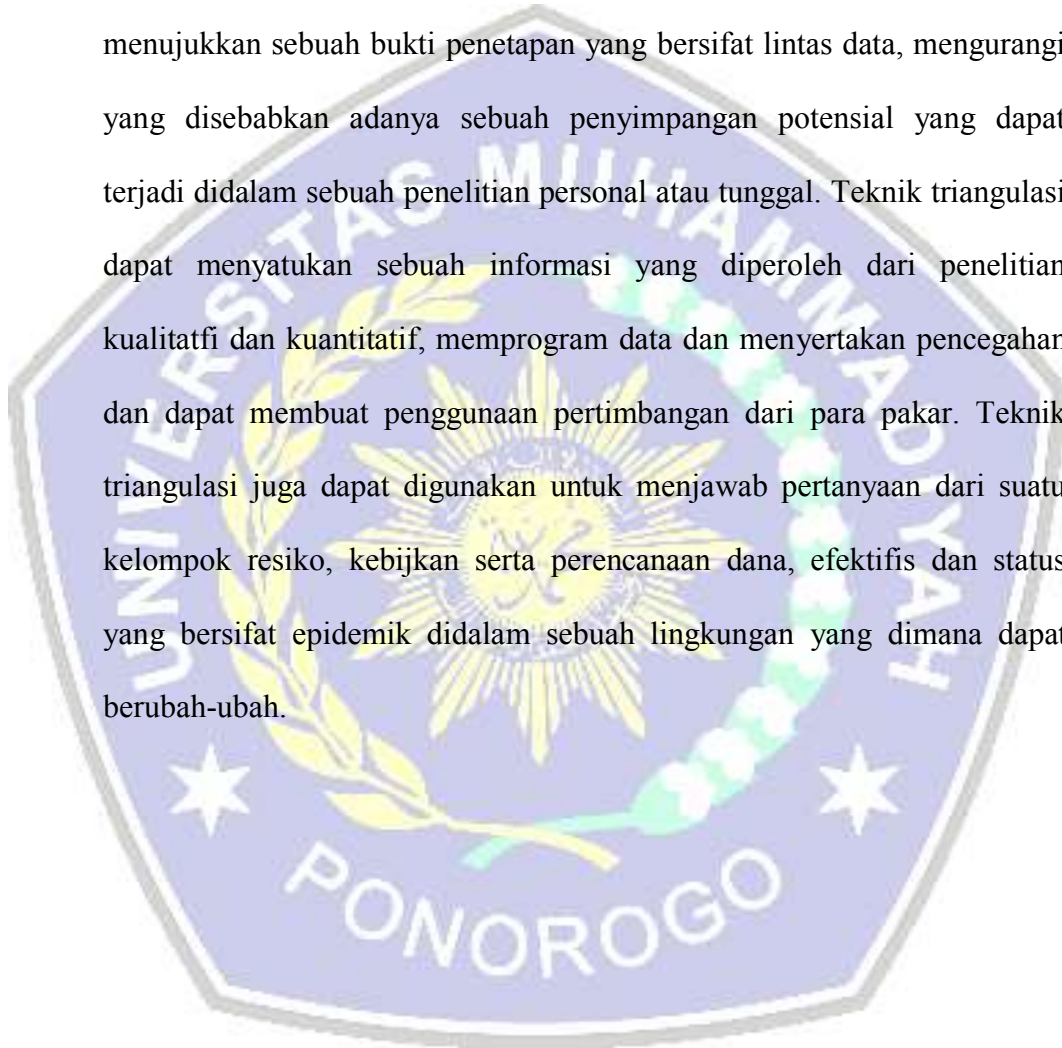 menujukkan sebuah bukti penetapan yang bersifat lintas data, mengurangi
yang disebabkan adanya sebuah penyimpangan potensial yang dapat
terjadi didalam sebuah penelitian personal atau tunggal. Teknik triangulasi
dapat menyatukan sebuah informasi yang diperoleh dari penelitian
kualitatfi dan kuantitatif, memprogram data dan menyertakan pencegahan
dan dapat membuat penggunaan pertimbangan dari para pakar. Teknik
triangulasi juga dapat digunakan untuk menjawab pertanyaan dari suatu
kelompok resiko, kebijkan serta perencanaan dana, efektifis dan status
yang bersifat epidemik didalam sebuah lingkungan yang dimana dapat
berubah-ubah.
UNIVERSITAS MUHAMMADIYAH
PONOROGO